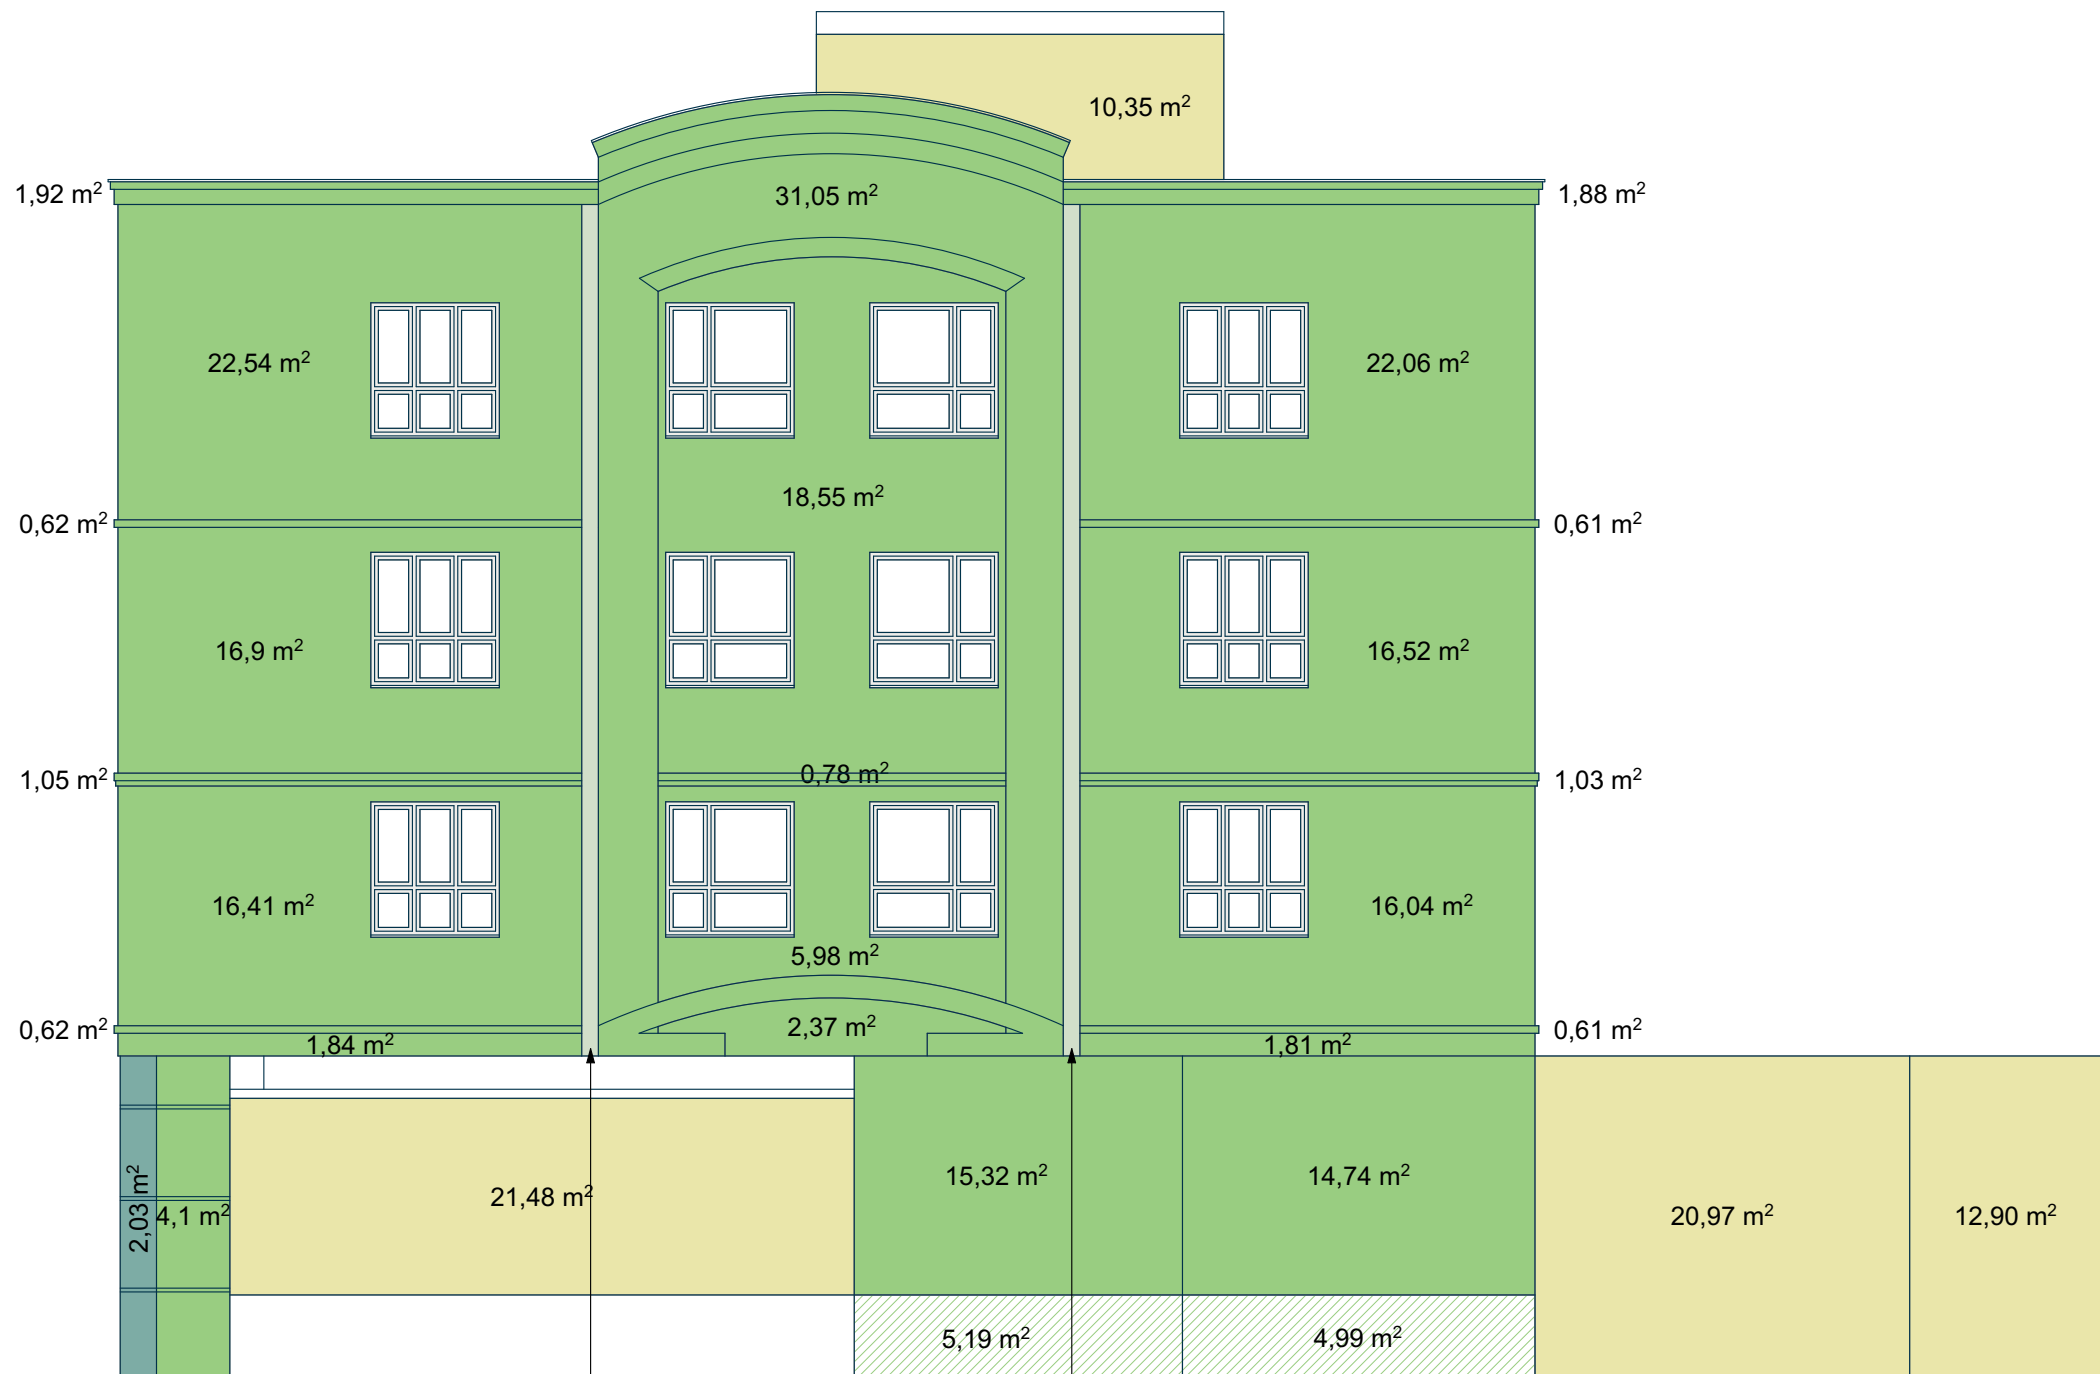 10,35 m²
1,92 m²
31,05 m²
1,88 m²
22,54 m²
22,06 m²
18,55 m²
0,62 m²
0,61 m²
16,9 m²
16,52 m²
1,05 m²
0,78 m²
1,03 m²
16,41 m²
16,04 m²
5,98 m²
0,62 m²
2,37 m²
0,61 m²
1,84 m²
1,81 m²
2,03 m²
4,1 m²
21,48 m²
15,32 m²
14,74 m²
20,97 m²
12,90 m²
5,19 m²
4,99 m²